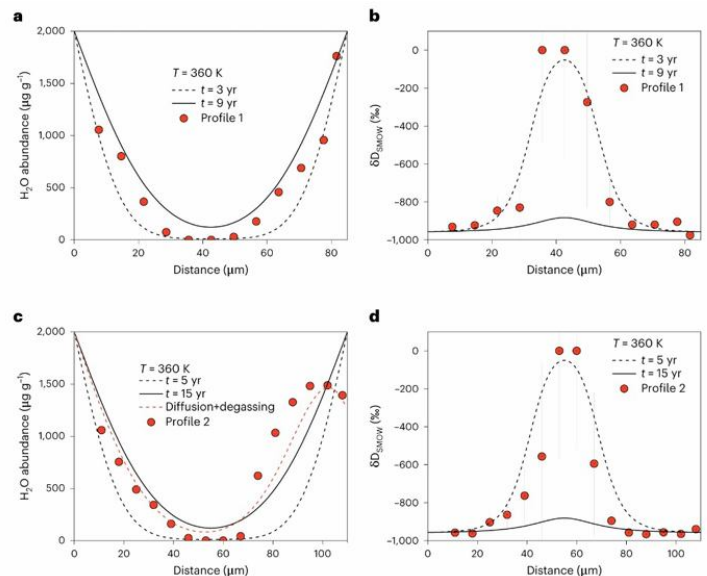 a
2,000
1,500
1,000
500
0
H₂O abundance (µg g⁻¹)
T = 360 K
t = 3 yr
t = 9 yr
Profile 1
0 20 40 60 80
Distance (µm)
b
0
−200
−400
−600
−800
−1,000
δD_SMOW (‰)
T = 360 K
t = 3 yr
t = 9 yr
Profile 1
0 20 40 60 80
Distance (µm)
c
2,000
1,500
1,000
500
0
H₂O abundance (µg g⁻¹)
T = 360 K
t = 5 yr
t = 15 yr
Diffusion+degassing
Profile 2
0 20 40 60 80 100
Distance (µm)
d
0
−200
−400
−600
−800
−1,000
δD_SMOW (‰)
T = 360 K
t = 5 yr
t = 15 yr
Profile 2
0 20 40 60 80 100
Distance (µm)